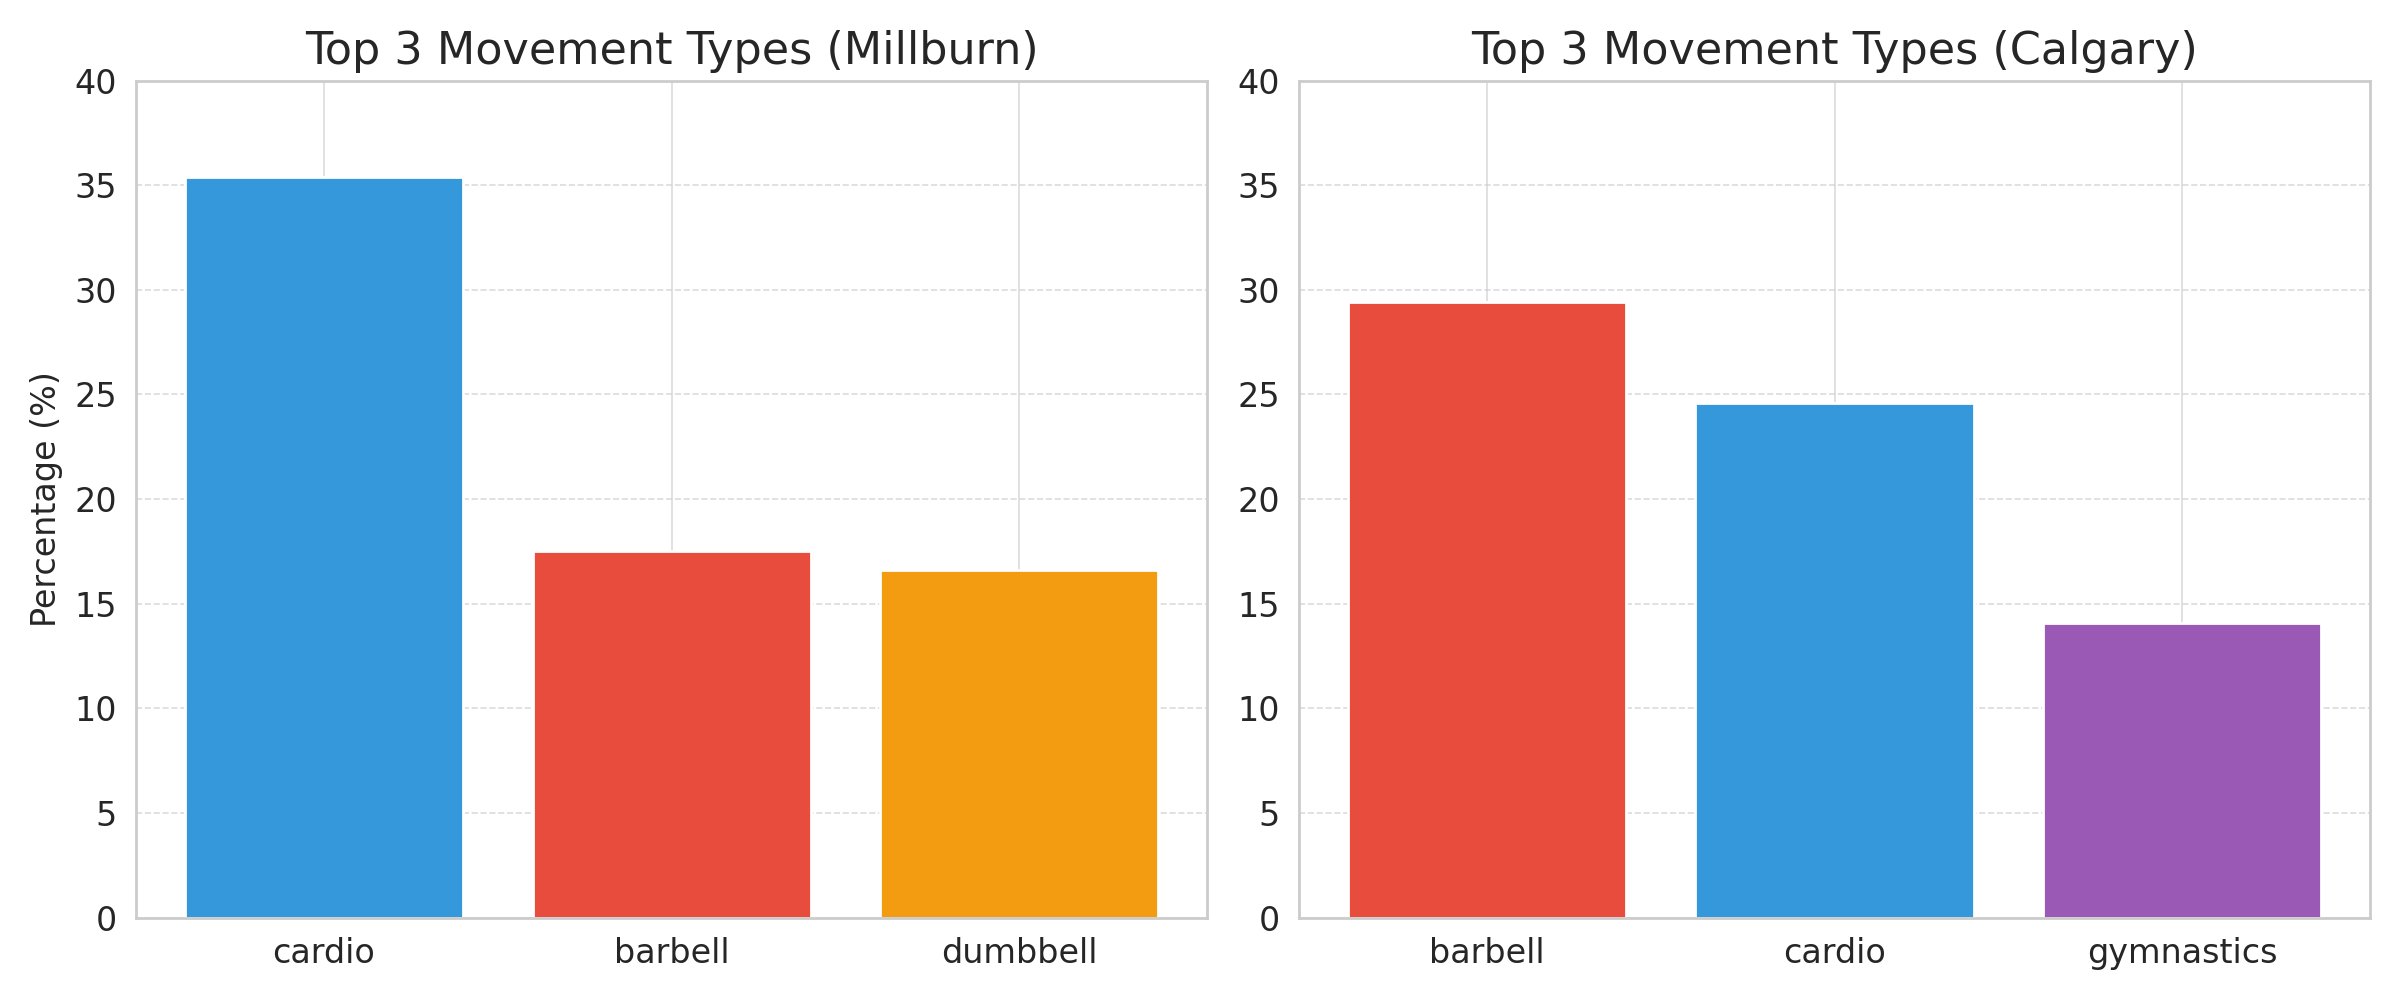 Top 3 Movement Types (Millburn)
Percentage (%)
40
35
30
25
20
15
10
5
0
cardio
barbell
dumbbell
Top 3 Movement Types (Calgary)
40
35
30
25
20
15
10
5
0
barbell
cardio
gymnastics